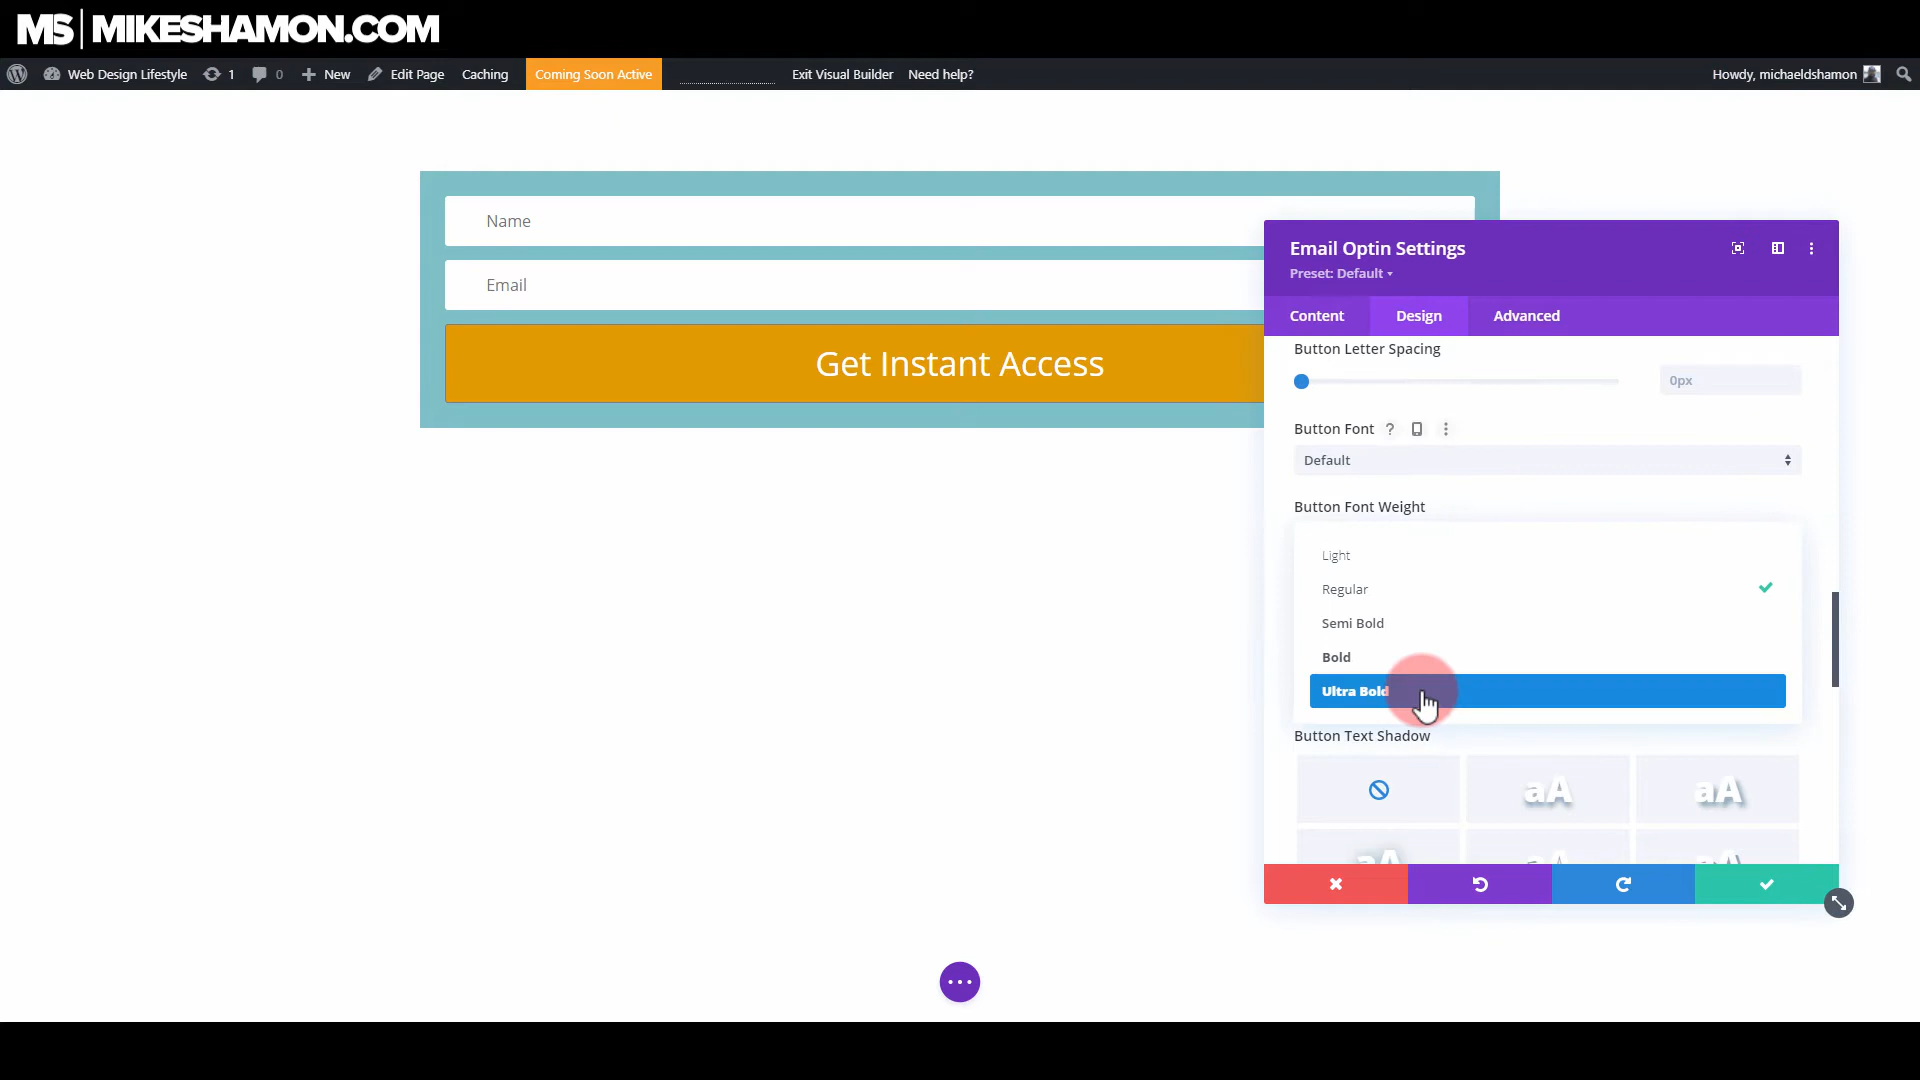 MS | MIKESHAMON.COM
Web Design Lifestyle 1 0 New Edit Page Caching Coming Soon Active Exit Visual Builder Need help? Howdy, michaeldshamon
Name
Email
Get Instant Access
Email Optin Settings
Preset: Default
Content Design Advanced
Button Letter Spacing
0px
Button Font ?
Default
Button Font Weight
Light
Regular
Semi Bold
Bold
Ultra Bold
Button Text Shadow
aA aA
aA aA aA